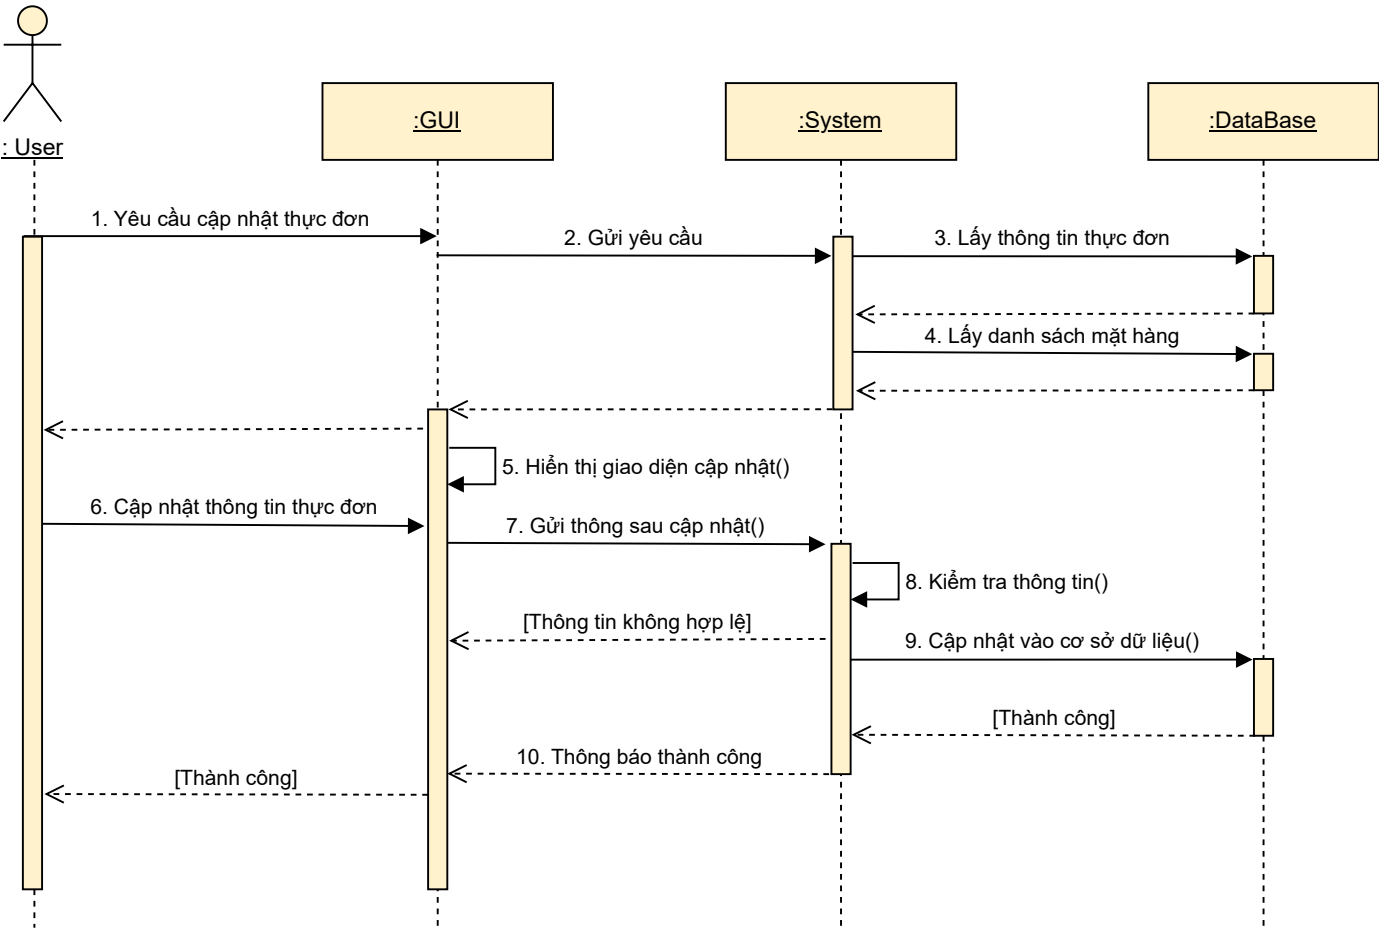 :GUI
:System
:DataBase
: User
1. Yêu cầu cập nhật thực đơn
2. Gửi yêu cầu
3. Lấy thông tin thực đơn
4. Lấy danh sách mặt hàng
5. Hiển thị giao diện cập nhật()
6. Cập nhật thông tin thực đơn
7. Gửi thông sau cập nhật()
8. Kiểm tra thông tin()
[Thông tin không hợp lệ]
9. Cập nhật vào cơ sở dữ liệu()
[Thành công]
10. Thông báo thành công
[Thành công]